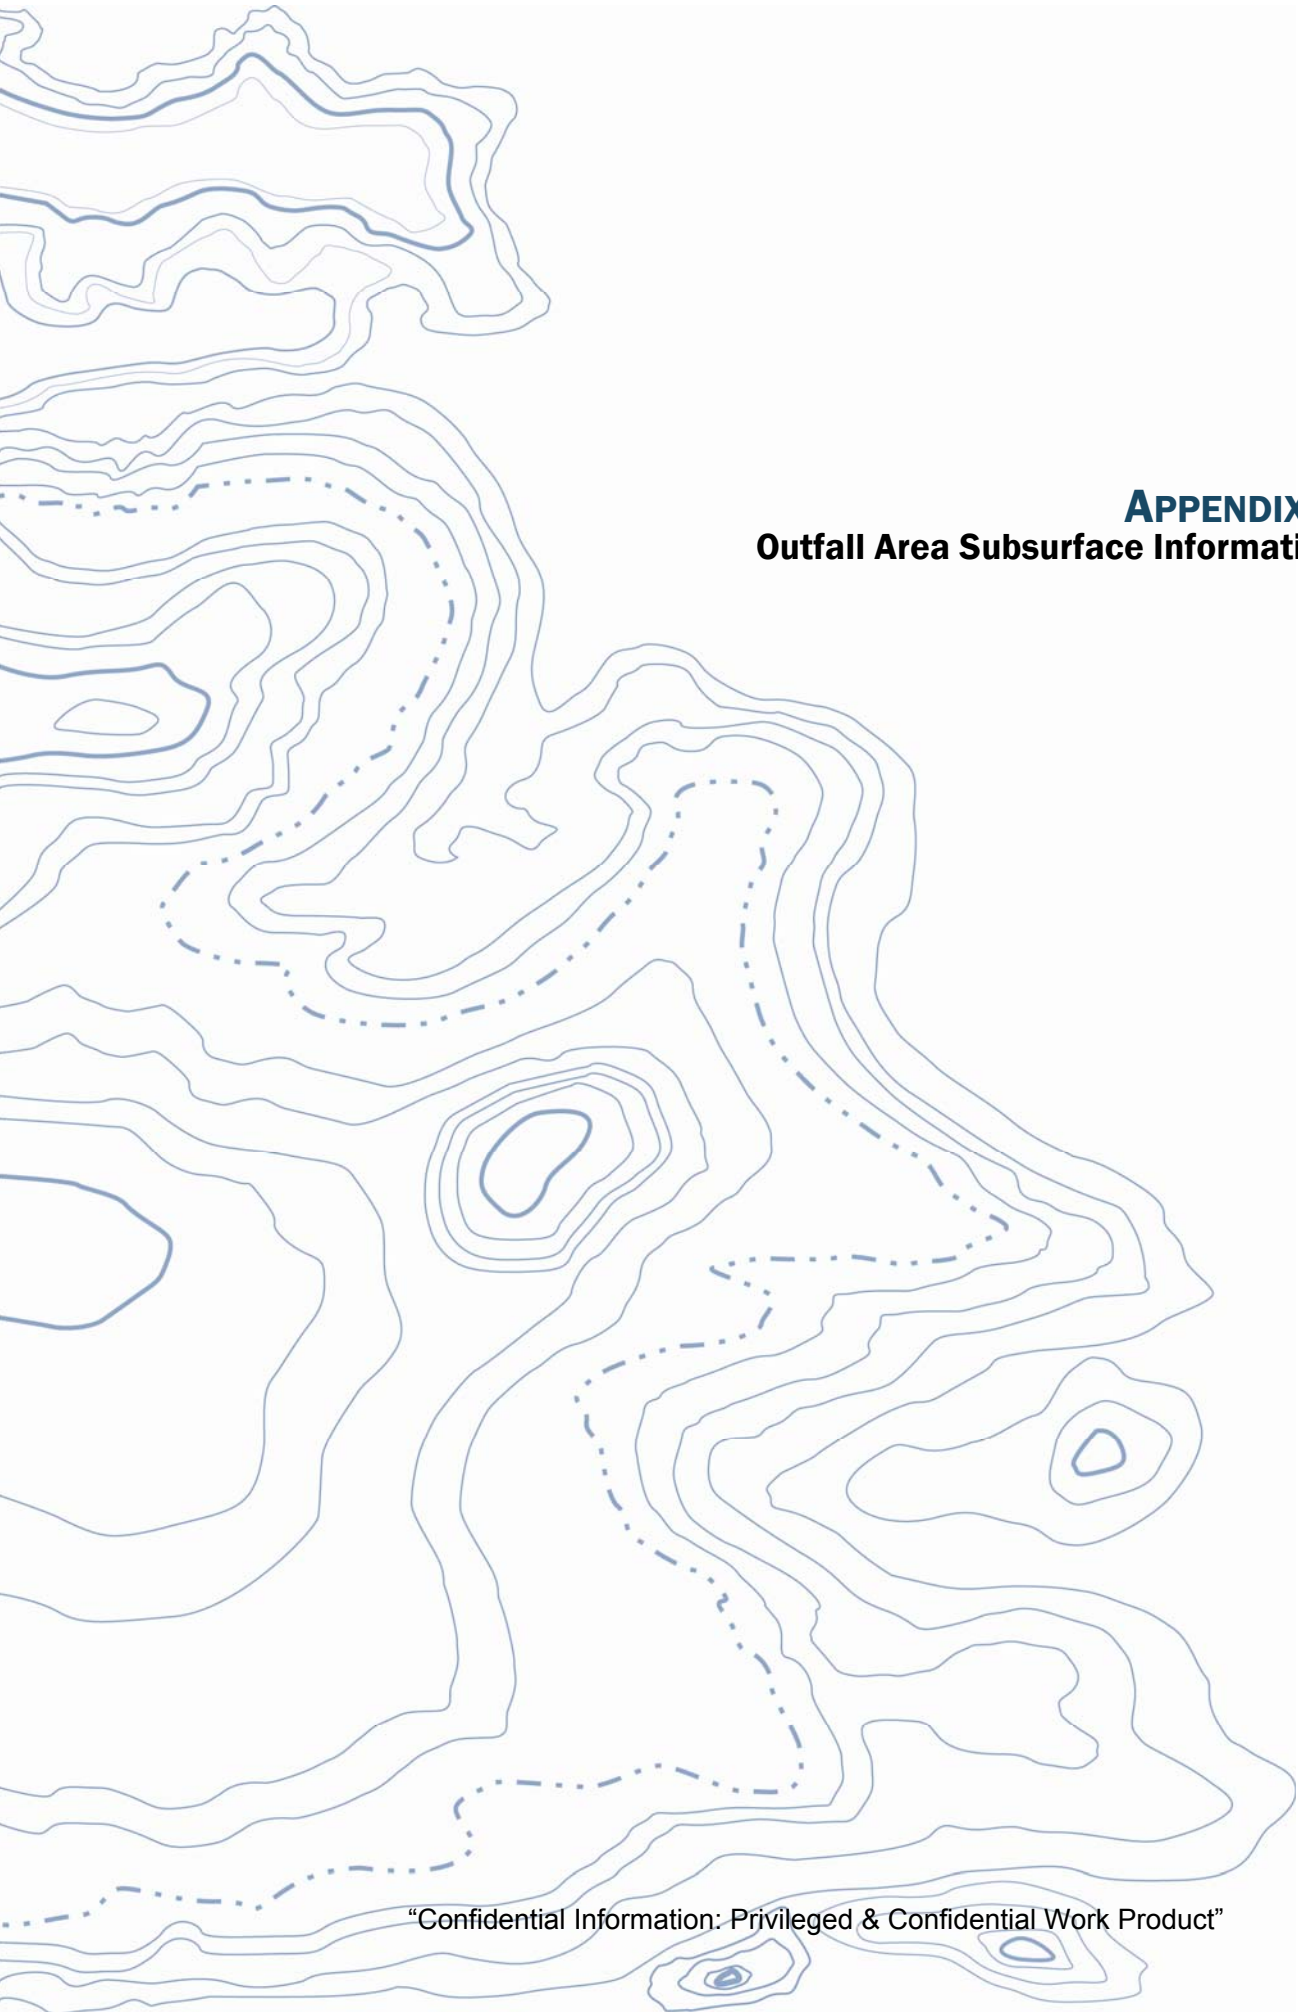 APPENDIX
Outfall Area Subsurface Informati
“Confidential Information: Privileged & Confidential Work Product”